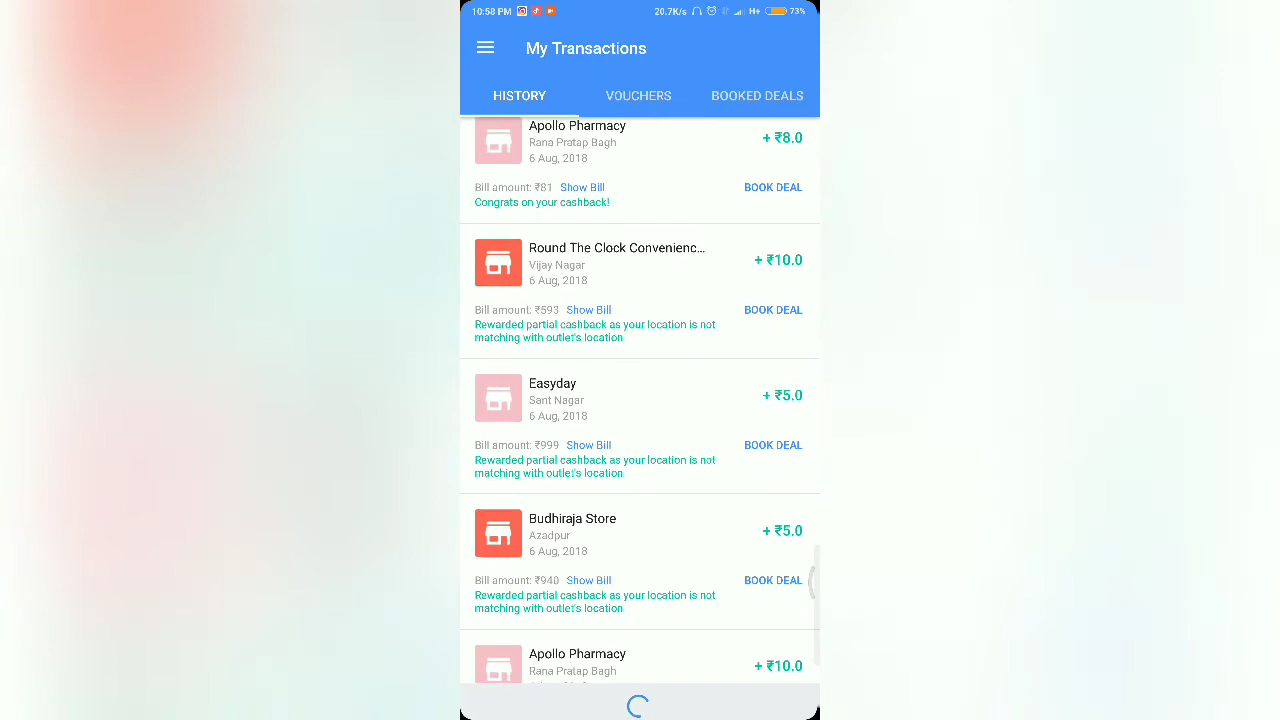 10:58 PM 20.7K/s H+ 73%
My Transactions
HISTORY VOUCHERS BOOKED DEALS
Apollo Pharmacy
Rana Pratap Bagh
6 Aug, 2018
+ ₹8.0
Bill amount: ₹81 Show Bill BOOK DEAL
Congrats on your cashback!
Round The Clock Convenienc...
Vijay Nagar
6 Aug, 2018
+ ₹10.0
Bill amount: ₹593 Show Bill BOOK DEAL
Rewarded partial cashback as your location is not
matching with outlet's location
Easyday
Sant Nagar
6 Aug, 2018
+ ₹5.0
Bill amount: ₹999 Show Bill BOOK DEAL
Rewarded partial cashback as your location is not
matching with outlet's location
Budhiraja Store
Azadpur
6 Aug, 2018
+ ₹5.0
Bill amount: ₹940 Show Bill BOOK DEAL
Rewarded partial cashback as your location is not
matching with outlet's location
Apollo Pharmacy
Rana Pratap Bagh
+ ₹10.0